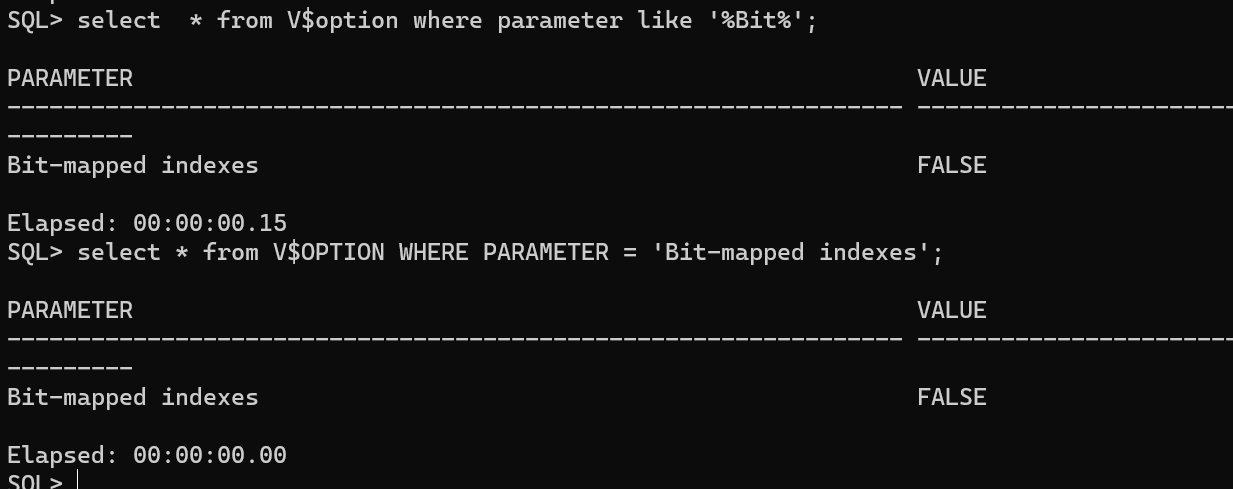 SQL> select  * from V$option where parameter like '%Bit%';
PARAMETER                                                        VALUE
---------------------------------------------------------------- ----------------------
---------
Bit-mapped indexes                                               FALSE
Elapsed: 00:00:00.15
SQL> select * from V$OPTION WHERE PARAMETER = 'Bit-mapped indexes';
PARAMETER                                                        VALUE
---------------------------------------------------------------- ----------------------
---------
Bit-mapped indexes                                               FALSE
Elapsed: 00:00:00.00
SQL>